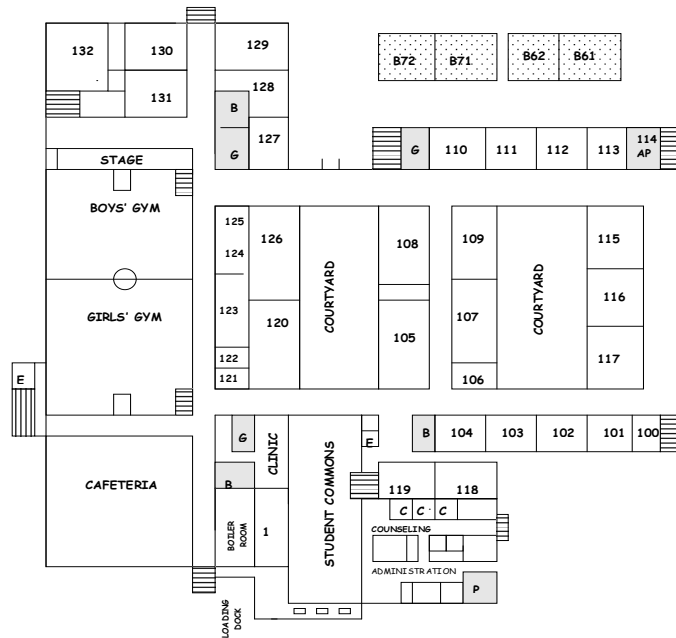 132
130
129
131
128
B
G
127
B72
B71
B62
B61
G
110
111
112
113
114
AP
STAGE
BOYS' GYM
GIRLS' GYM
125
124
126
123
120
122
121
COURTYARD
108
105
109
107
106
COURTYARD
115
116
117
E
CAFETERIA
G
B
CLINIC
BOILER
ROOM
1
STUDENT COMMONS
E
B
104
103
102
101
100
119
118
C C C
COUNSELING
ADMINISTRATION
P
LOADING
DOCK